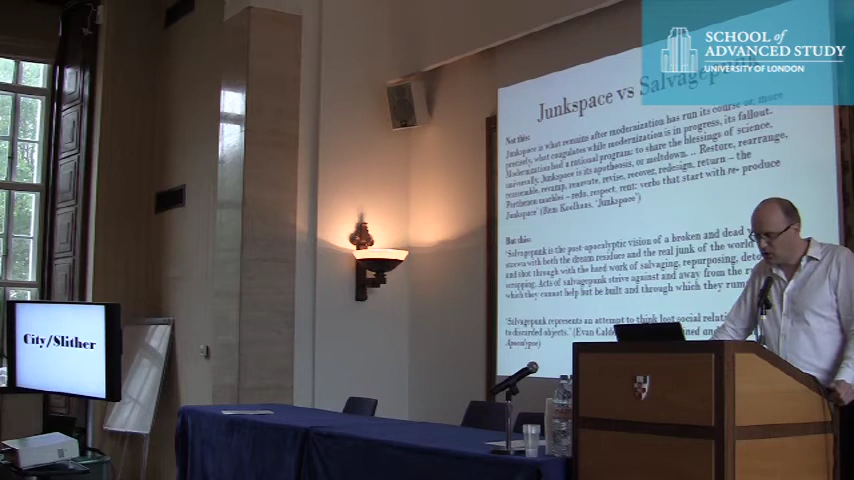 SCHOOL of
ADVANCED STUDY
UNIVERSITY OF LONDON
Junkspace vs Salvagepunk
Not this:
Junkspace is what remains after modernization has run its course or, more
precisely, what coagulates while modernization is in progress, its fallout.
Modernization had a rational program: to share the blessings of science,
universally. Junkspace is its apotheosis, or meltdown… Restore, rearrange,
reassemble, revamp, renovate, revise, recover, redesign, return – the
Parthenon marbles – redo, respect, rent: verbs that start with re- produce
Junkspace' (Rem Koolhaas, 'Junkspace')
But this:
'Salvagepunk is the post-apocalyptic vision of a broken and dead
with both the dream residues and the real junk of the world
and shot through with the hard work of salvaging, repurposing,
scrapping. Acts of salvagepunk strive against and away from the
which they cannot help but be built and through which they
'Salvagepunk represents an attempt to think lost social
to discarded objects.' (Evan and
Apocalypse)
City/Slither